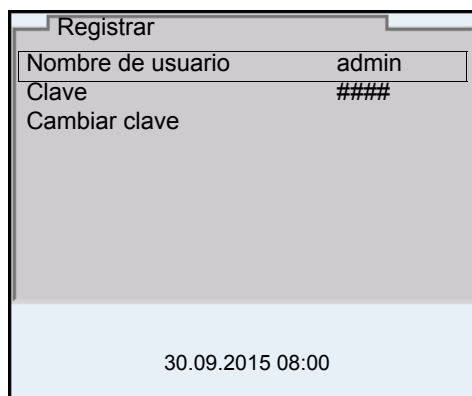 Registrar
Nombre de usuario admin
Clave ####
Cambiar clave
30.09.2015 08:00